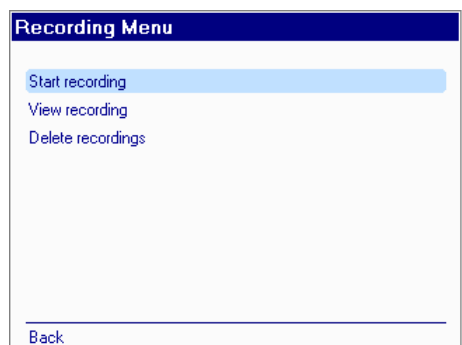 Recording Menu
Start recording
View recording
Delete recordings
Back